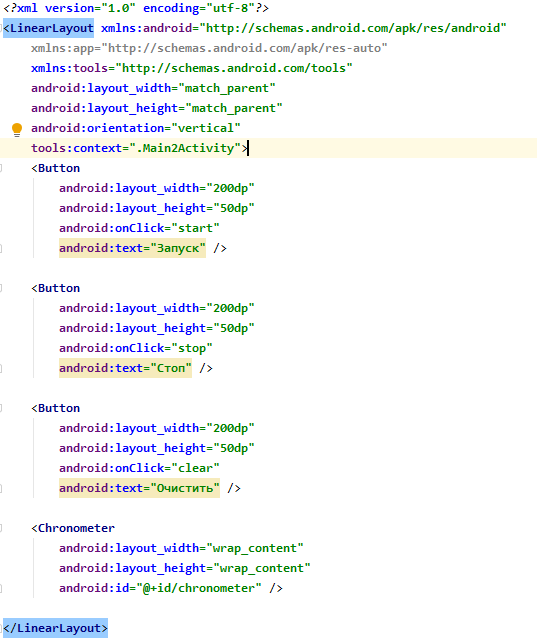 <?xml version="1.0" encoding="utf-8"?>
<LinearLayout xmlns:android="http://schemas.android.com/apk/res/android"
    xmlns:app="http://schemas.android.com/apk/res-auto"
    xmlns:tools="http://schemas.android.com/tools"
    android:layout_width="match_parent"
    android:layout_height="match_parent"
    android:orientation="vertical"
    tools:context=".Main2Activity">
    <Button
        android:layout_width="200dp"
        android:layout_height="50dp"
        android:onClick="start"
        android:text="Запуск" />

    <Button
        android:layout_width="200dp"
        android:layout_height="50dp"
        android:onClick="stop"
        android:text="Стоп" />

    <Button
        android:layout_width="200dp"
        android:layout_height="50dp"
        android:onClick="clear"
        android:text="Очистить" />

    <Chronometer
        android:layout_width="wrap_content"
        android:layout_height="wrap_content"
        android:id="@+id/chronometer" />

</LinearLayout>